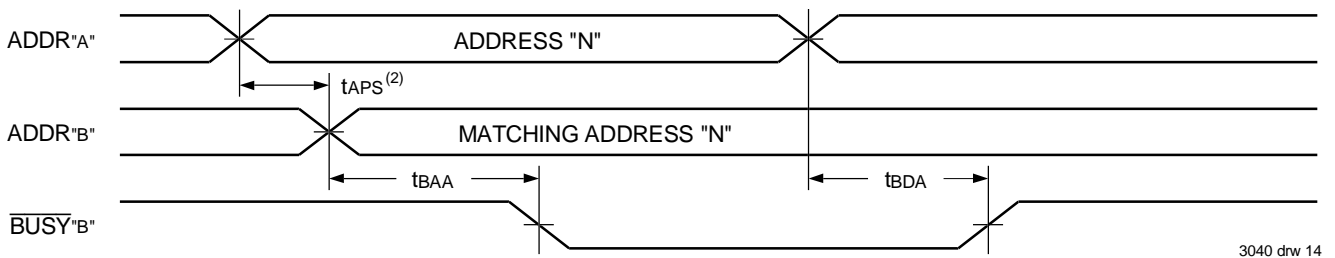 ADDR"A" ADDRESS "N"
tAPS(2)
ADDR"B" MATCHING ADDRESS "N"
tBAA tBDA
BUSY"B"
3040 drw 14